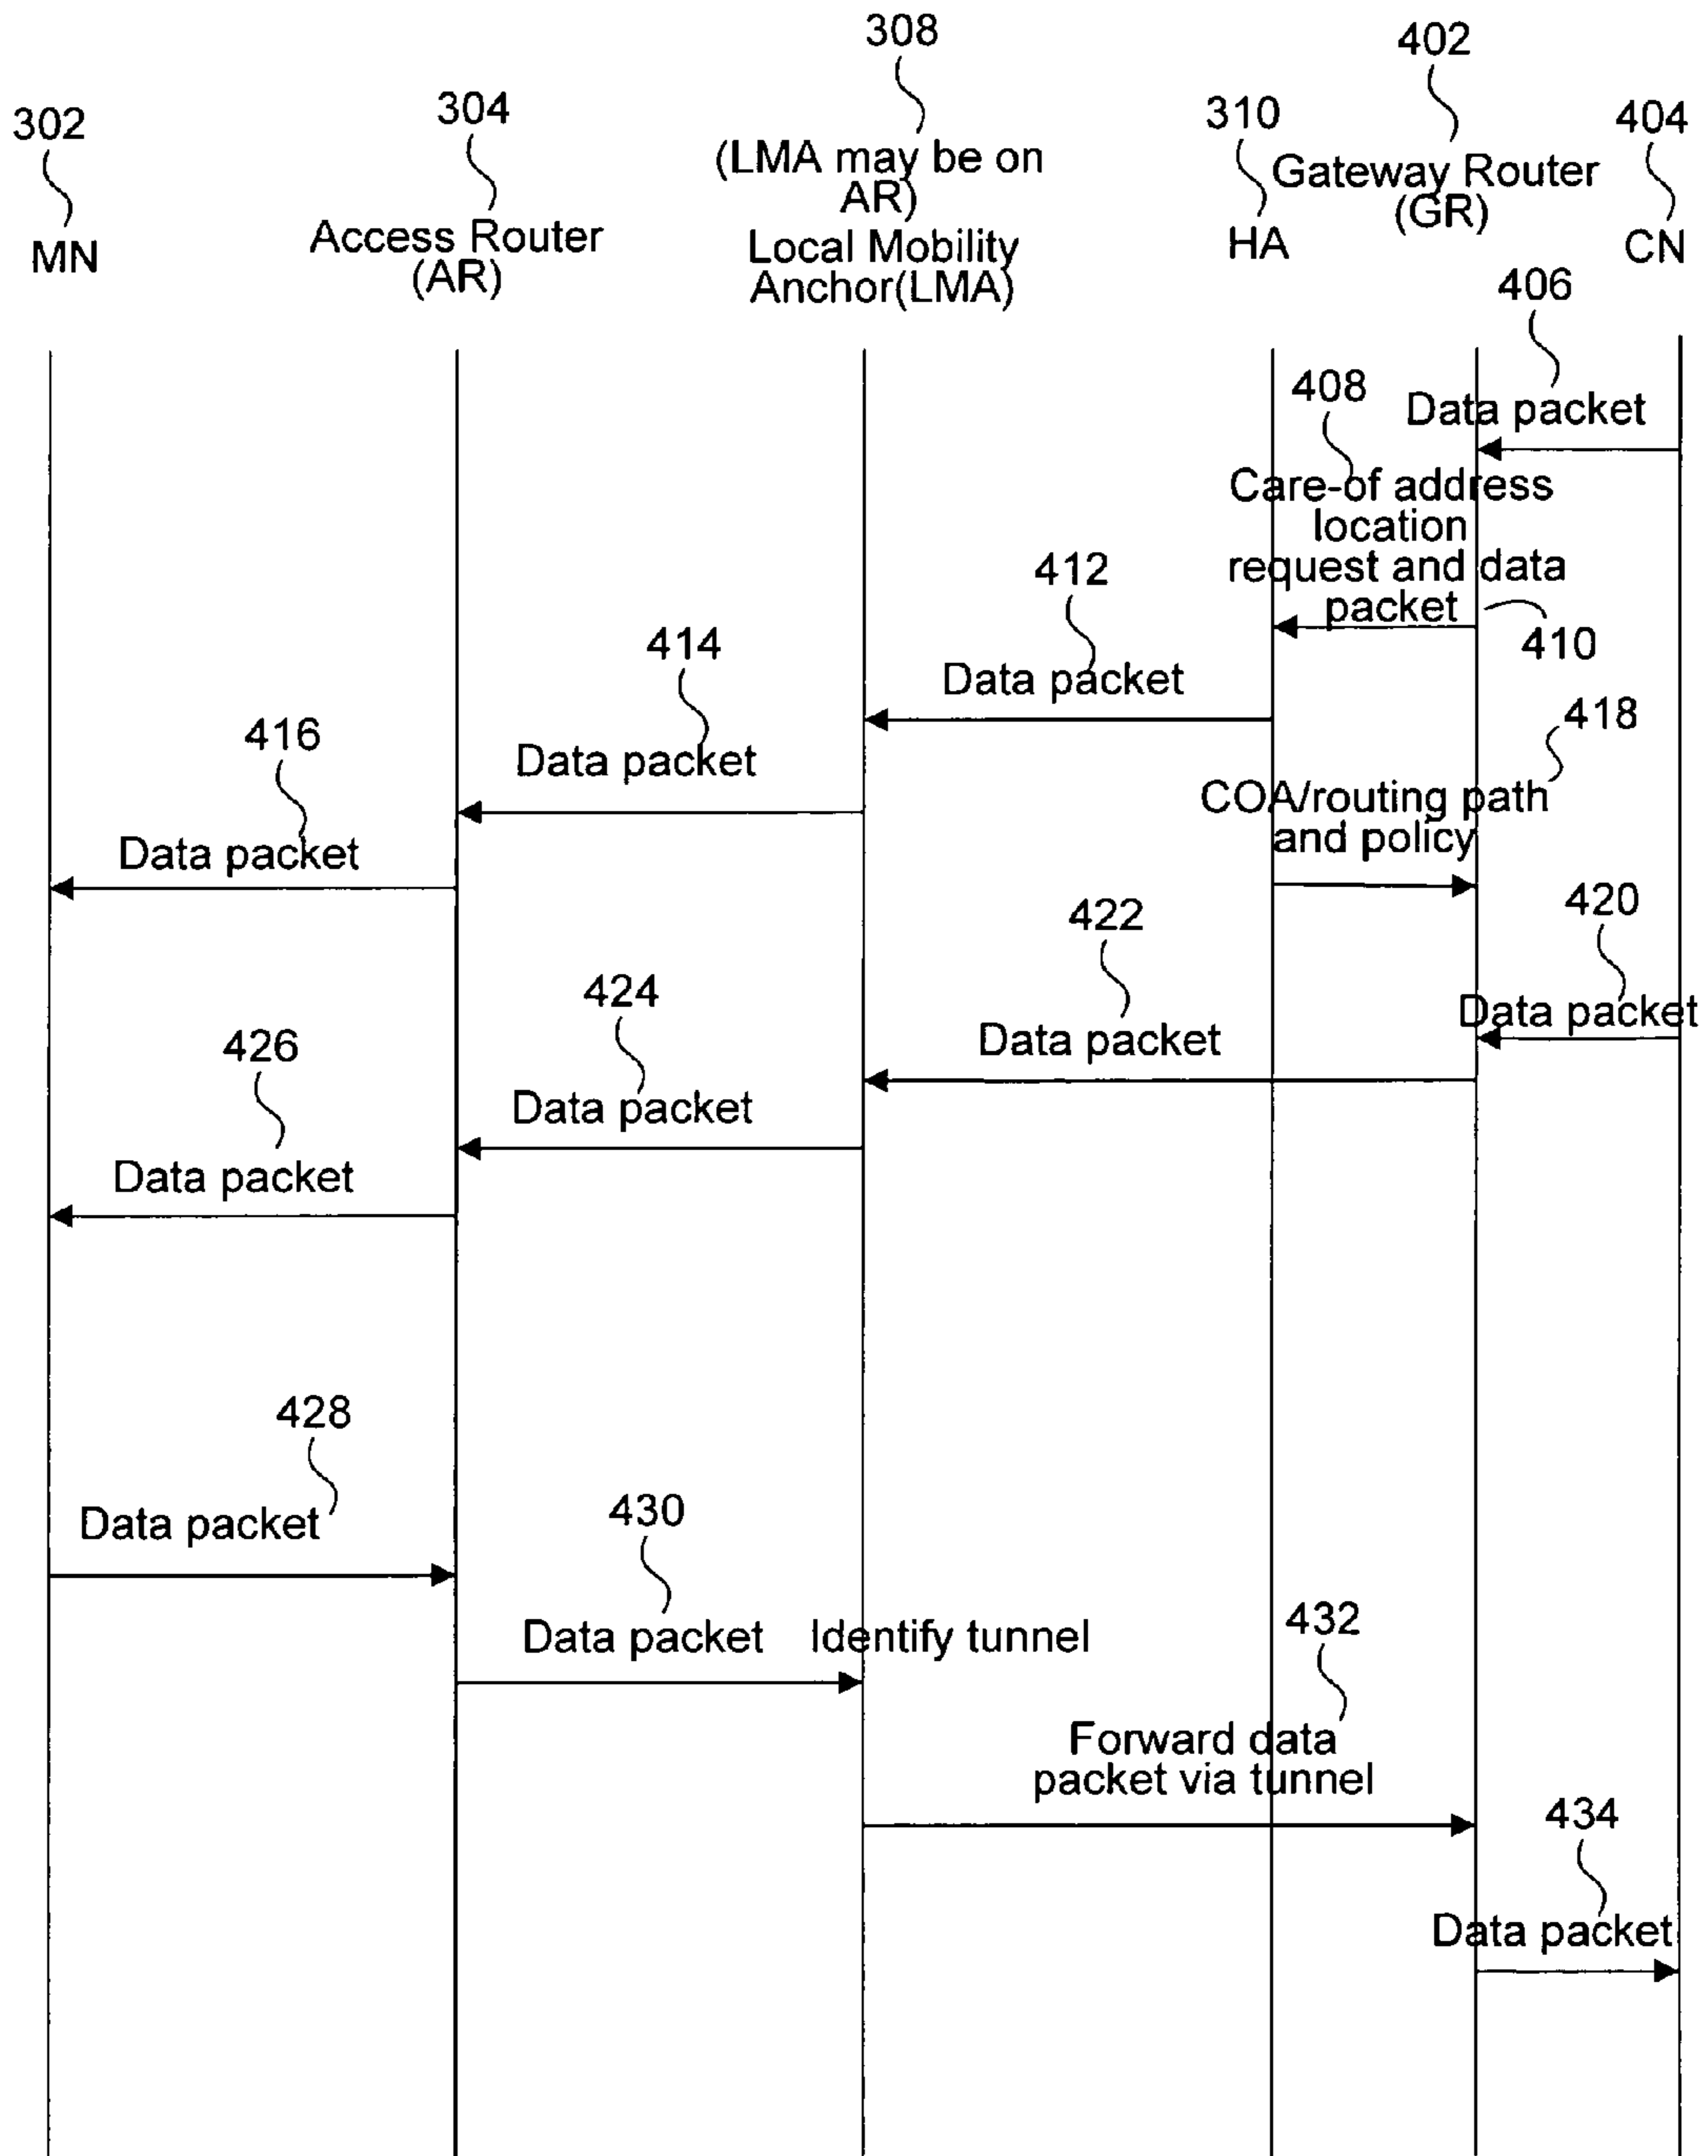 308
402
304
310
404
302
(LMA may be on
AR)
Local Mobility
Anchor(LMA)
Gateway Router
(GR)
Access Router
(AR)
HA
CN
MN
406
408
Data packet
Care-of address
location
request and data
packet
412
410
414
Data packet
418
416
Data packet
COA/routing path
and policy
Data packet
420
422
424
Data packet
426
Data packet
Data packet
Data packet
428
430
Data packet
432
Data packet
Identify tunnel
Forward data
packet via tunnel
434
Data packet